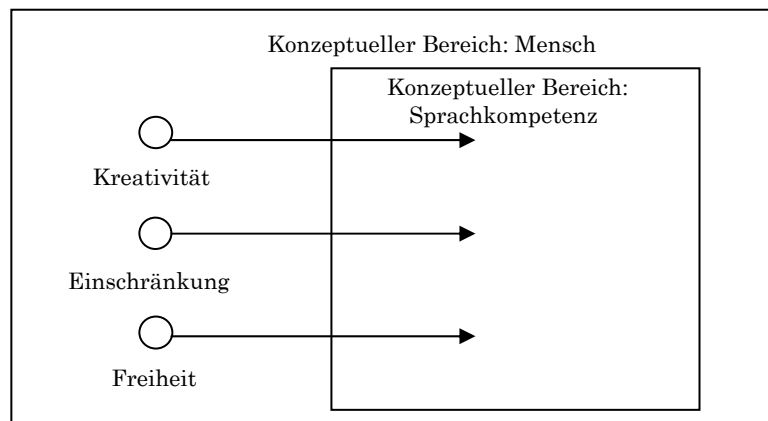 Konzeptueller Bereich: Mensch
Konzeptueller Bereich:
Sprachkompetenz
Kreativität
Einschränkung
Freiheit